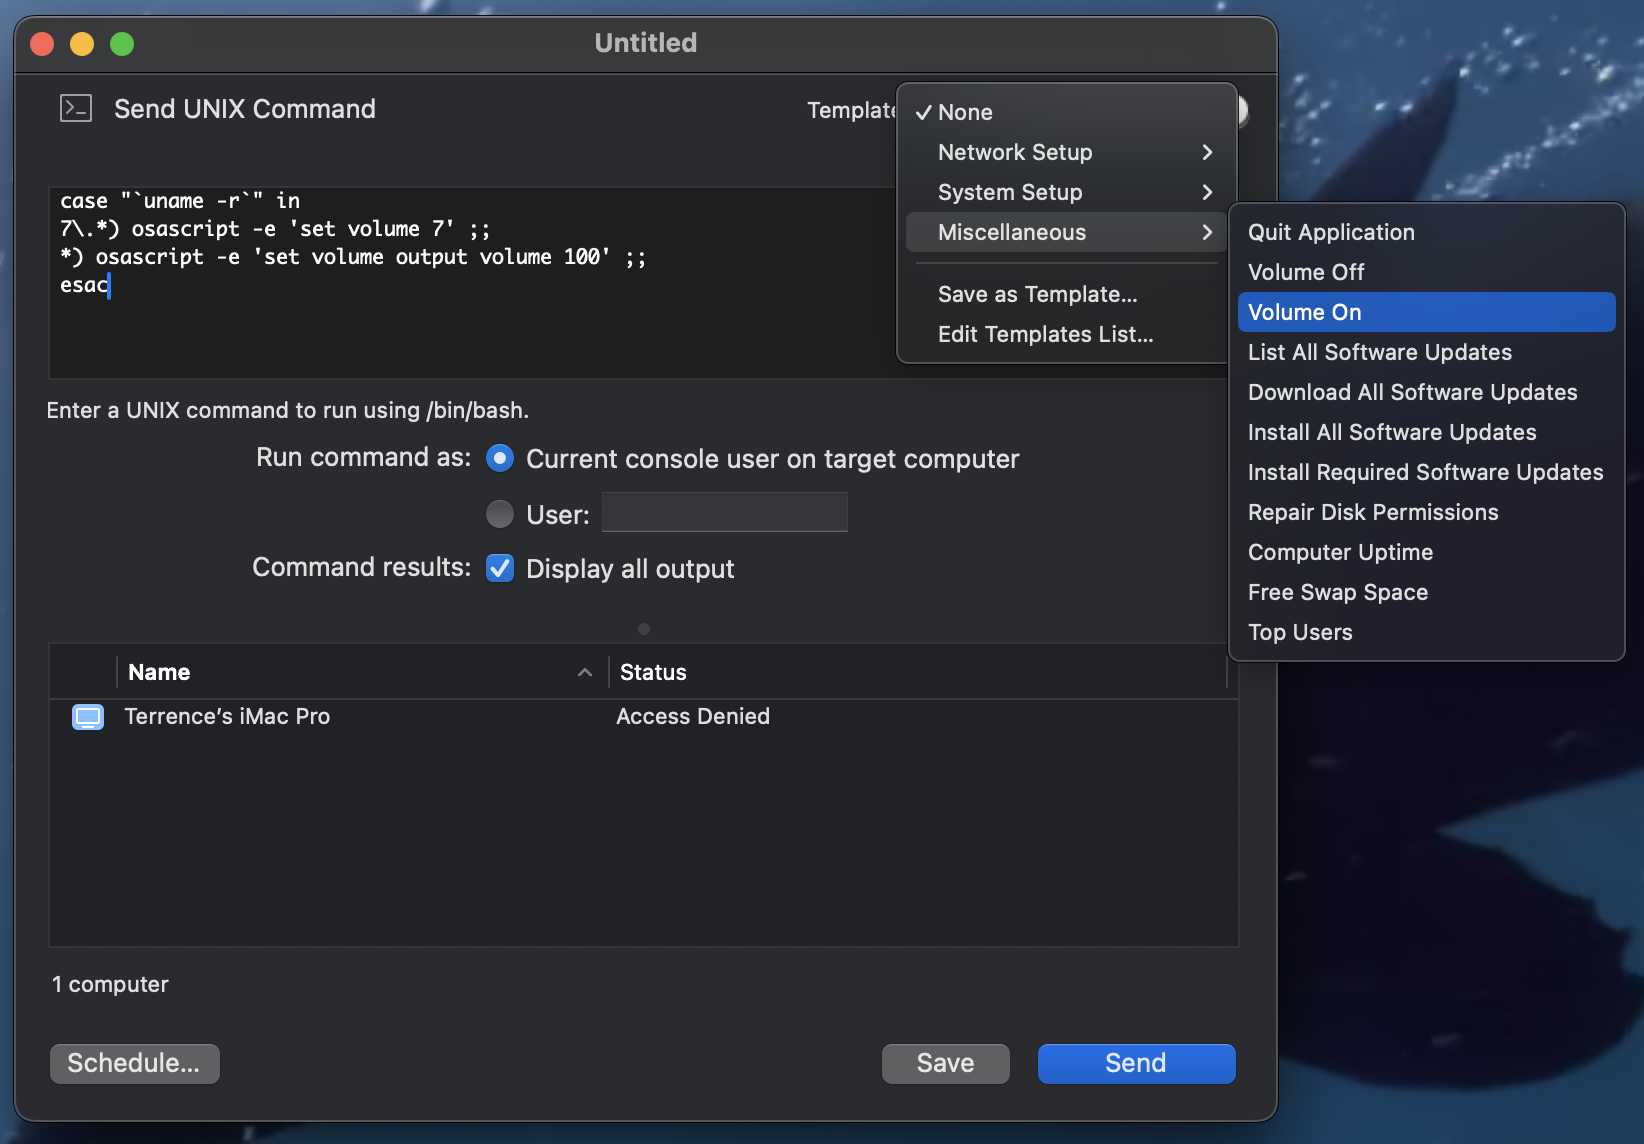 Untitled
Send UNIX Command
Template
✓ None
Network Setup
System Setup
Miscellaneous
Save as Template...
Edit Templates List...
Quit Application
Volume Off
Volume On
List All Software Updates
Download All Software Updates
Install All Software Updates
Install Required Software Updates
Repair Disk Permissions
Computer Uptime
Free Swap Space
Top Users
case "`uname -r`" in
7\.*) osascript -e 'set volume 7' ;;
*) osascript -e 'set volume output volume 100' ;;
esac
Enter a UNIX command to run using /bin/bash.
Run command as: Current console user on target computer
User:
Command results: Display all output
Name Status
Terrence’s iMac Pro Access Denied
1 computer
Schedule... Save Send